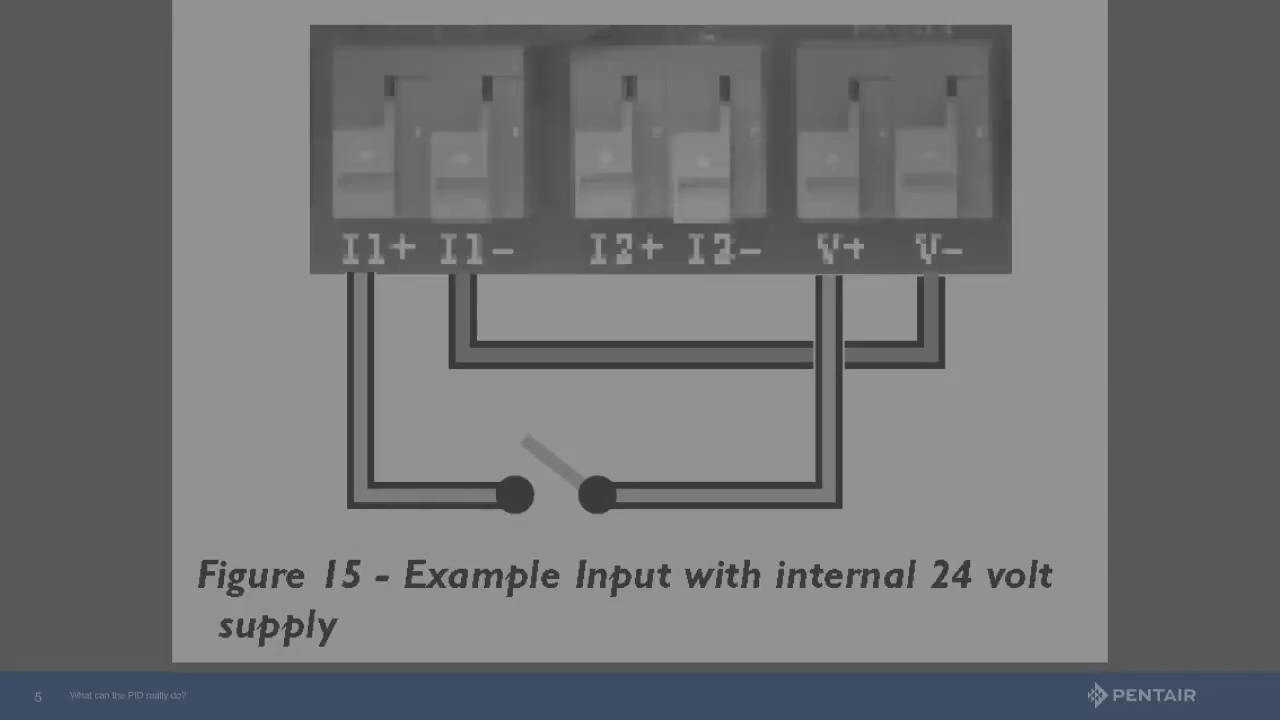 I1+ I1- I2+ I2- V+ V-
Figure 15 - Example Input with internal 24 volt
supply
5 What can the PID really do? PENTAIR